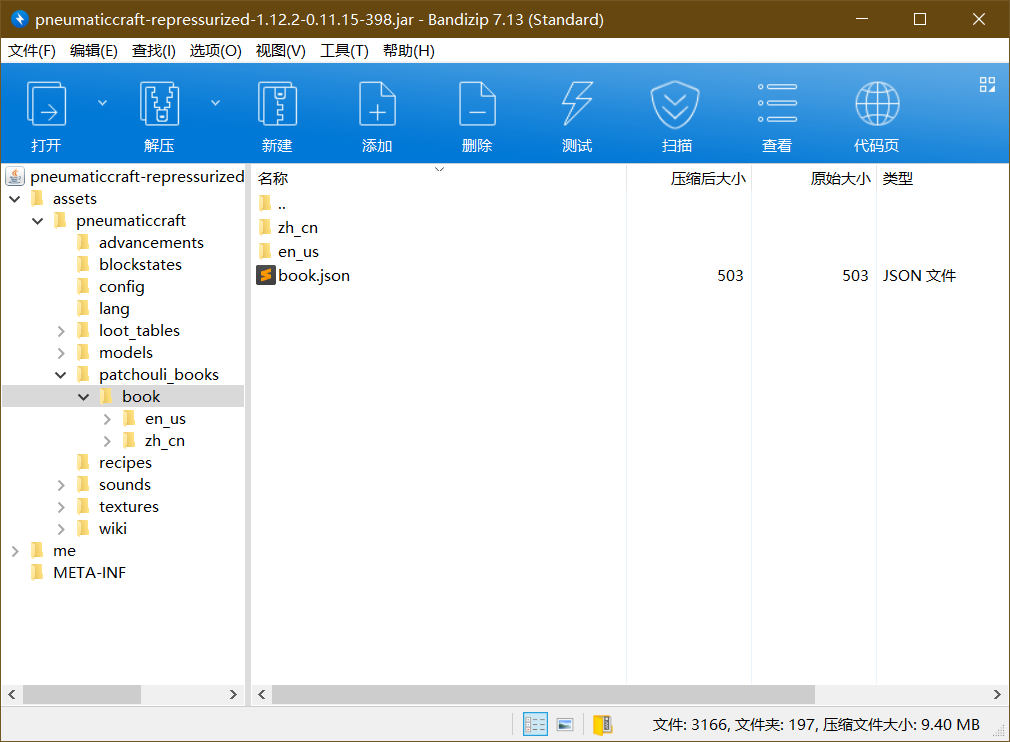 pneumaticcraft-repressurized-1.12.2-0.11.15-398.jar - Bandizip 7.13 (Standard)
文件(F) 编辑(E) 查找(I) 选项(O) 视图(V) 工具(T) 帮助(H)
打开 解压 新建 添加 删除 测试 扫描 查看 代码页
pneumaticcraft-repressurized
assets
pneumaticcraft
advancements
blockstates
config
lang
loot_tables
models
patchouli_books
book
en_us
zh_cn
recipes
sounds
textures
wiki
me
META-INF
名称 压缩后大小 原始大小 类型
..
zh_cn
en_us
book.json 503 503 JSON 文件
文件: 3166, 文件夹: 197, 压缩文件大小: 9.40 MB